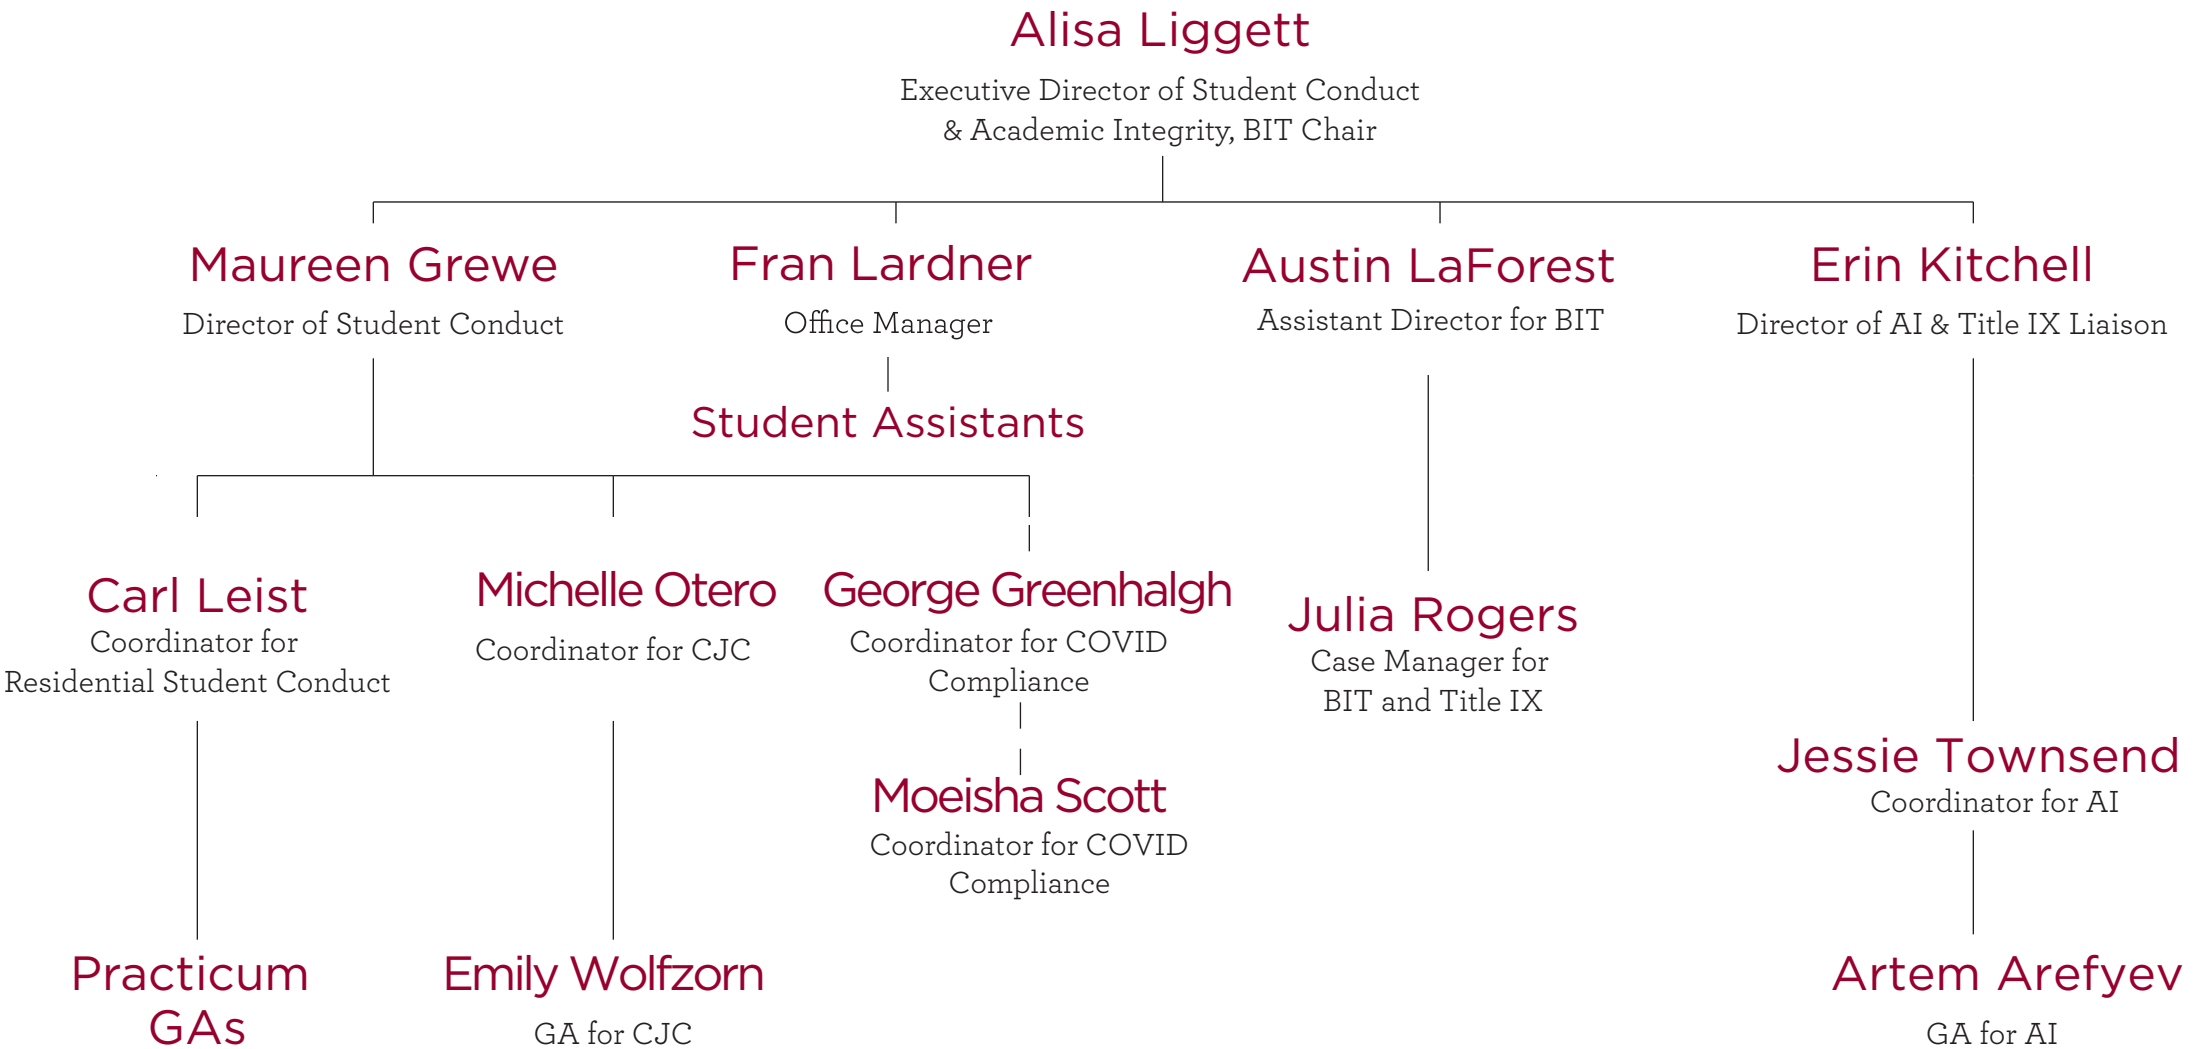 Alisa Liggett
Executive Director of Student Conduct
& Academic Integrity, BIT Chair
Maureen Grewe
Director of Student Conduct
Fran Lardner
Office Manager
Student Assistants
Austin LaForest
Assistant Director for BIT
Erin Kitchell
Director of AI & Title IX Liaison
Carl Leist
Coordinator for
Residential Student Conduct
Michelle Otero
Coordinator for CJC
George Greenhalgh
Coordinator for COVID
Compliance
Julia Rogers
Case Manager for
BIT and Title IX
Moeisha Scott
Coordinator for COVID
Compliance
Jessie Townsend
Coordinator for AI
Practicum
GAs
Emily Wolfzorn
GA for CJC
Artem Arefyev
GA for AI